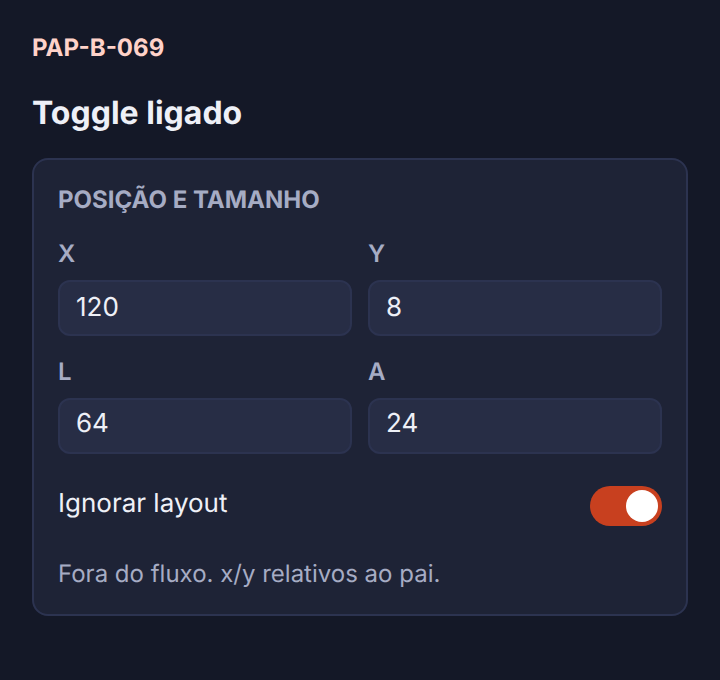 PAP-B-069
Toggle ligado
POSIÇÃO E TAMANHO
X Y
120 8
L A
64 24
Ignorar layout
Fora do fluxo. x/y relativos ao pai.